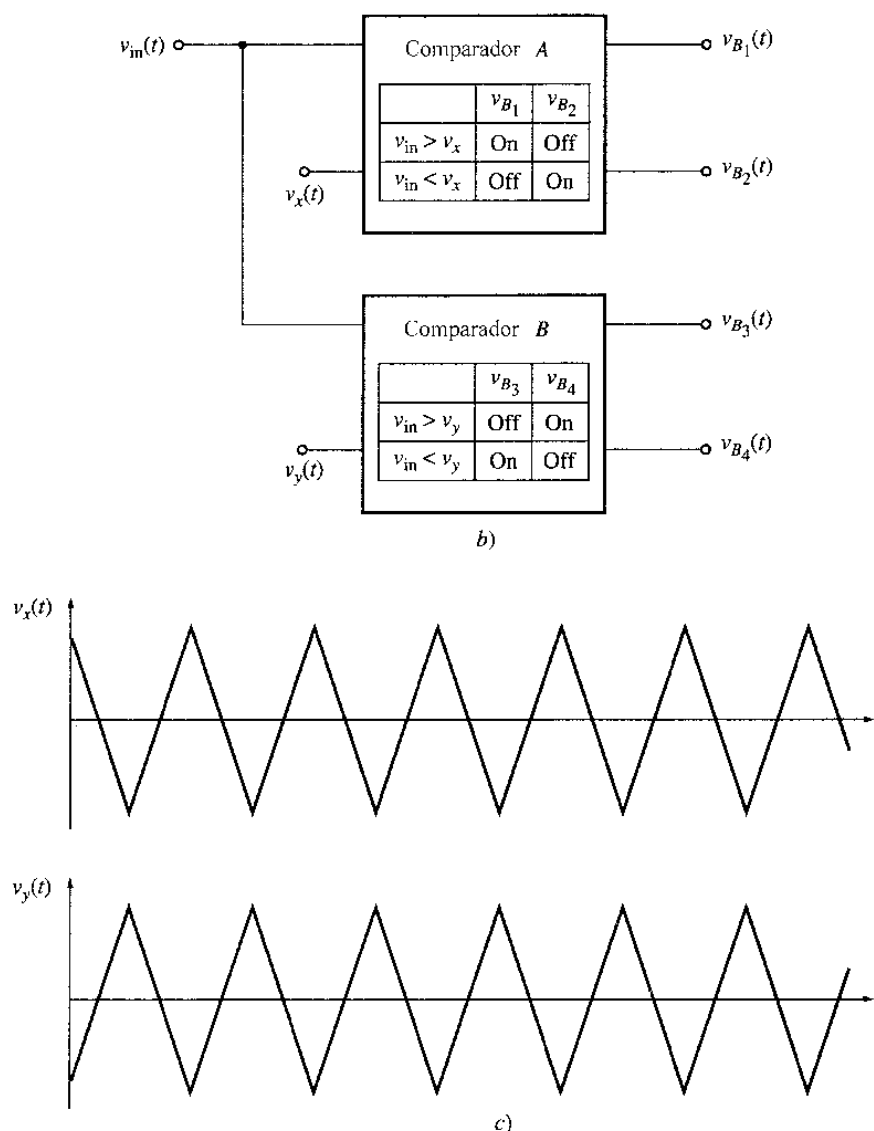 v_in(t)
Comparador A
v_B1(t)
v_B1 v_B2
v_in > v_x On Off
v_in < v_x Off On
v_x(t)
v_B2(t)
Comparador B
v_B3(t)
v_B3 v_B4
v_in > v_y Off On
v_in < v_y On Off
v_y(t)
v_B4(t)
b)
v_x(t)
v_y(t)
c)